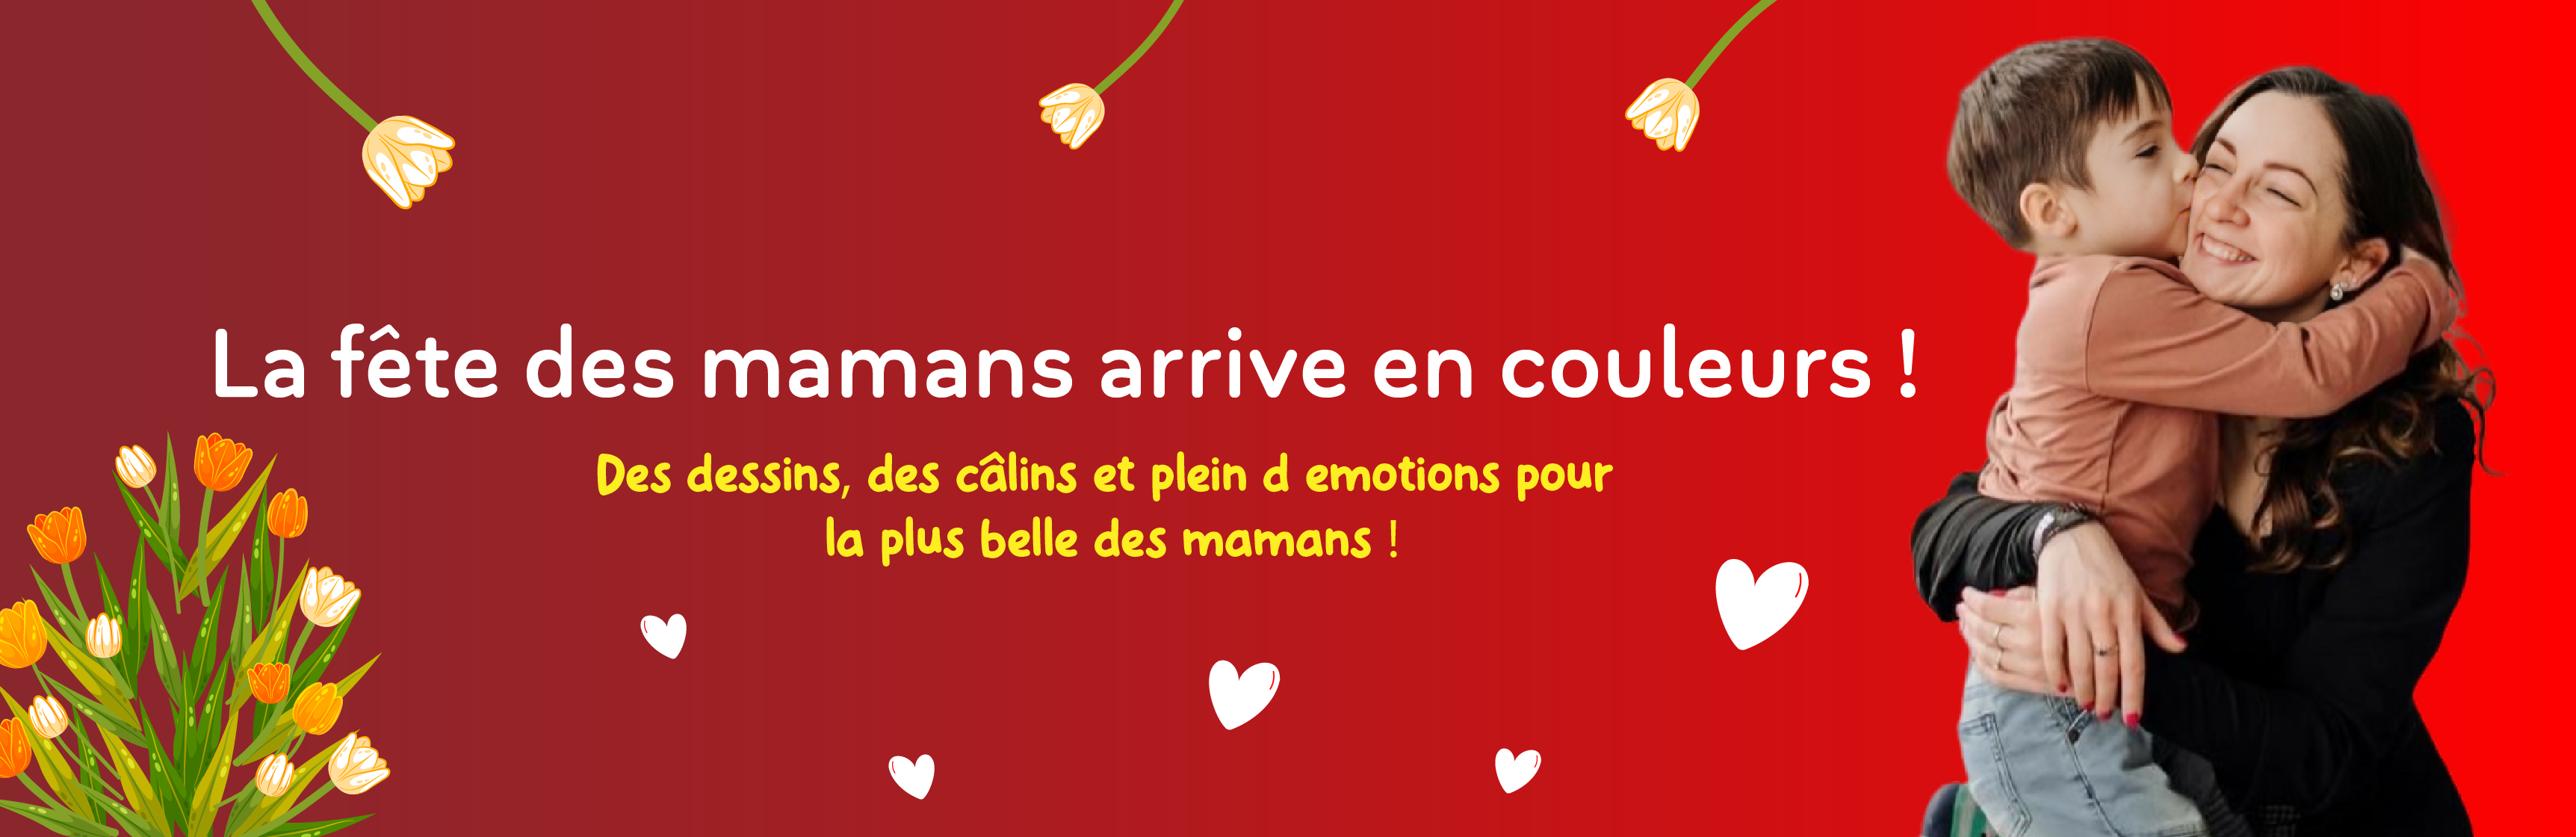 La fête des mamans arrive en couleurs !
Des dessins, des câlins et plein d emotions pour
la plus belle des mamans !